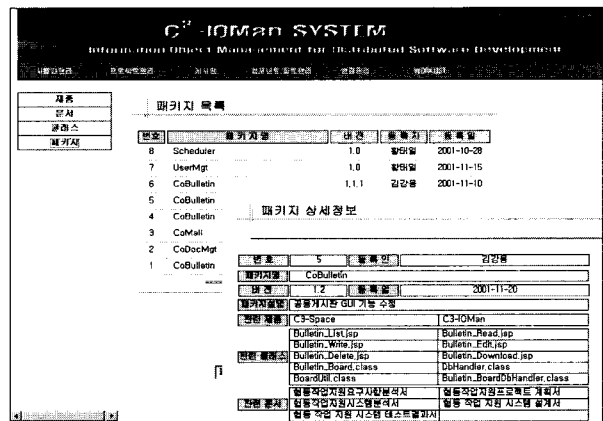 C³-IOMan SYSTEM
Information Object Management for Distributed Software Development
제품
문서
클래스
패키지
패키지 목록
번호 패키지명 버전 등록자 등록일
8 Scheduler 1.0 황태일 2001-10-28
7 UserMgt 1.0 황태일 2001-11-15
6 CoBulletin 1.1.1 김강용 2001-11-10
5 CoBulletin
4 CoBulletin
3 CoMail
2 CoDocMgt
1 CoBulletin
패키지 상세정보
번호 5 등록인 김강용
패키지명 CoBulletin
버전 1.2 등록일 2001-11-20
패키지설명 공용게시판 GUI 기능 수정
관련 제품 C3-Space C3-IOMan
Bulletin_List.jsp Bulletin_Read.jsp
Bulletin_Write.jsp Bulletin_Edit.jsp
관련 클래스 Bulletin_Delete.jsp Bulletin_Download.jsp
Bulletin_Board.class DbHandler.class
BoardUtil.class Bulletin_BoardDbHandler.class
협동작업지원요구사항분석서 협동작업지원프로젝트 계획서
관련 문서 협동작업지원시스템분석서 협동 작업 지원 시스템 설계서
협동 작업 지원 시스템 테스트결과서